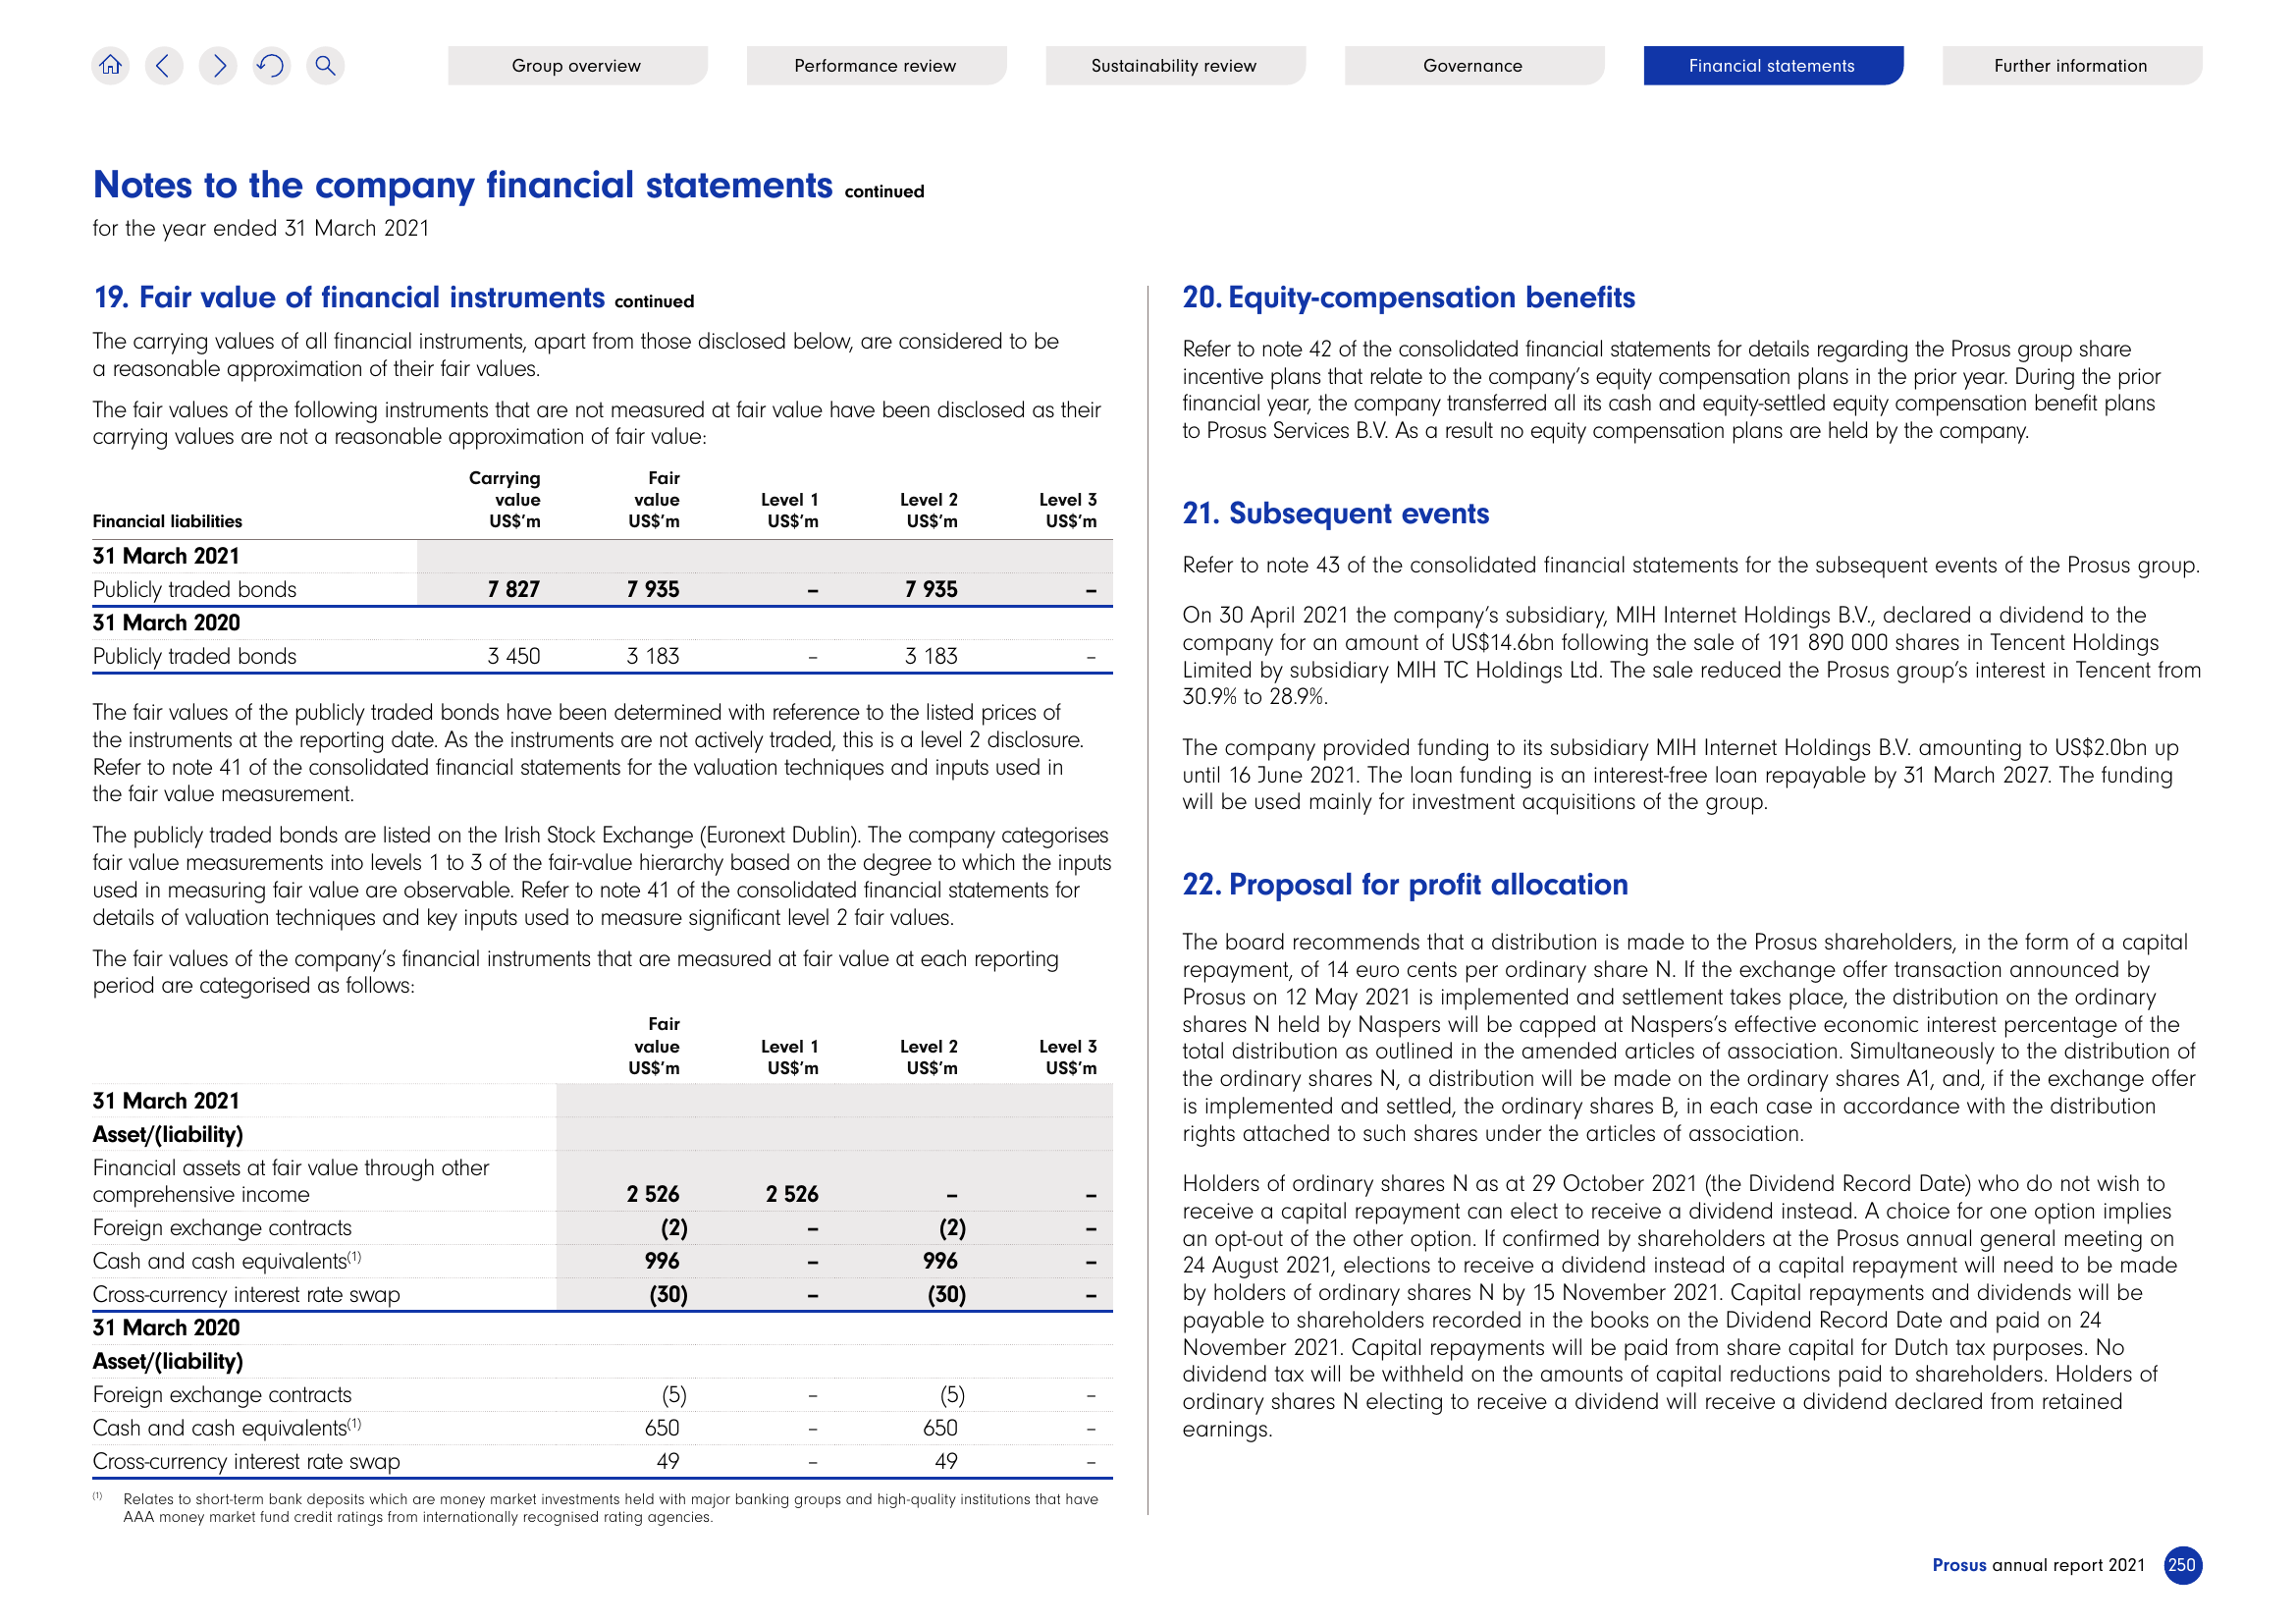 Group overview
Performance review
Sustainability review
Governance
Financial statements
Further information
Notes to the company financial statements continued
for the year ended 31 March 2021
19. Fair value of financial instruments continued
The carrying values of all financial instruments, apart from those disclosed below, are considered to be
a reasonable approximation of their fair values.
The fair values of the following instruments that are not measured at fair value have been disclosed as their
carrying values are not a reasonable approximation of fair value:
Financial liabilities Carrying value US$'m Fair value US$'m Level 1 US$'m Level 2 US$'m Level 3 US$'m
31 March 2021
Publicly traded bonds 7 827 7 935 – 7 935 –
31 March 2020
Publicly traded bonds 3 450 3 183 – 3 183 –
The fair values of the publicly traded bonds have been determined with reference to the listed prices of
the instruments at the reporting date. As the instruments are not actively traded, this is a level 2 disclosure.
Refer to note 41 of the consolidated financial statements for the valuation techniques and inputs used in
the fair value measurement.
The publicly traded bonds are listed on the Irish Stock Exchange (Euronext Dublin). The company categorises
fair value measurements into levels 1 to 3 of the fair-value hierarchy based on the degree to which the inputs
used in measuring fair value are observable. Refer to note 41 of the consolidated financial statements for
details of valuation techniques and key inputs used to measure significant level 2 fair values.
The fair values of the company's financial instruments that are measured at fair value at each reporting
period are categorised as follows:
Fair value US$'m Level 1 US$'m Level 2 US$'m Level 3 US$'m
31 March 2021
Asset/(liability)
Financial assets at fair value through other
comprehensive income 2 526 2 526 – –
Foreign exchange contracts (2) – (2) –
Cash and cash equivalents(1) 996 – 996 –
Cross-currency interest rate swap (30) – (30) –
31 March 2020
Asset/(liability)
Foreign exchange contracts (5) – (5) –
Cash and cash equivalents(1) 650 – 650 –
Cross-currency interest rate swap 49 – 49 –
(1) Relates to short-term bank deposits which are money market investments held with major banking groups and high-quality institutions that have
AAA money market fund credit ratings from internationally recognised rating agencies.
20. Equity-compensation benefits
Refer to note 42 of the consolidated financial statements for details regarding the Prosus group share
incentive plans that relate to the company's equity compensation plans in the prior year. During the prior
financial year, the company transferred all its cash and equity-settled equity compensation benefit plans
to Prosus Services B.V. As a result no equity compensation plans are held by the company.
21. Subsequent events
Refer to note 43 of the consolidated financial statements for the subsequent events of the Prosus group.
On 30 April 2021 the company's subsidiary, MIH Internet Holdings B.V., declared a dividend to the
company for an amount of US$14.6bn following the sale of 191 890 000 shares in Tencent Holdings
Limited by subsidiary MIH TC Holdings Ltd. The sale reduced the Prosus group's interest in Tencent from
30.9% to 28.9%.
The company provided funding to its subsidiary MIH Internet Holdings B.V. amounting to US$2.0bn up
until 16 June 2021. The loan funding is an interest-free loan repayable by 31 March 2027. The funding
will be used mainly for investment acquisitions of the group.
22. Proposal for profit allocation
The board recommends that a distribution is made to the Prosus shareholders, in the form of a capital
repayment, of 14 euro cents per ordinary share N. If the exchange offer transaction announced by
Prosus on 12 May 2021 is implemented and settlement takes place, the distribution on the ordinary
shares N held by Naspers will be capped at Naspers's effective economic interest percentage of the
total distribution as outlined in the amended articles of association. Simultaneously to the distribution of
the ordinary shares N, a distribution will be made on the ordinary shares A1, and, if the exchange offer
is implemented and settled, the ordinary shares B, in each case in accordance with the distribution
rights attached to such shares under the articles of association.
Holders of ordinary shares N as at 29 October 2021 (the Dividend Record Date) who do not wish to
receive a capital repayment can elect to receive a dividend instead. A choice for one option implies
an opt-out of the other option. If confirmed by shareholders at the Prosus annual general meeting on
24 August 2021, elections to receive a dividend instead of a capital repayment will need to be made
by holders of ordinary shares N by 15 November 2021. Capital repayments and dividends will be
payable to shareholders recorded in the books on the Dividend Record Date and paid on 24
November 2021. Capital repayments will be paid from share capital for Dutch tax purposes. No
dividend tax will be withheld on the amounts of capital reductions paid to shareholders. Holders of
ordinary shares N electing to receive a dividend will receive a dividend declared from retained
earnings.
Prosus annual report 2021 250